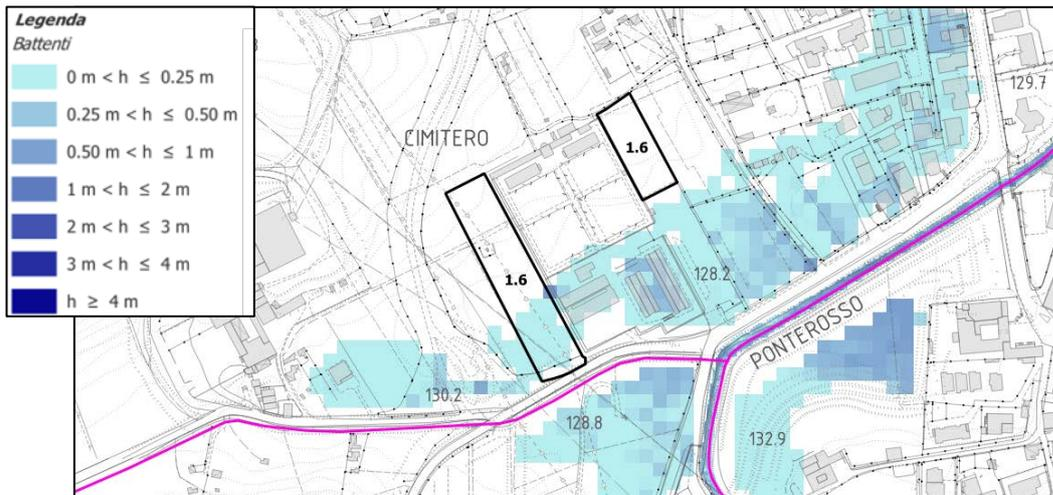 Legenda
Battenti
0 m < h ≤ 0.25 m
0.25 m < h ≤ 0.50 m
0.50 m < h ≤ 1 m
1 m < h ≤ 2 m
2 m < h ≤ 3 m
3 m < h ≤ 4 m
h ≥ 4 m
CIMITERO
1.6
129.7
1.6
128.2
PONTEROSSO
130.2
128.8
132.9